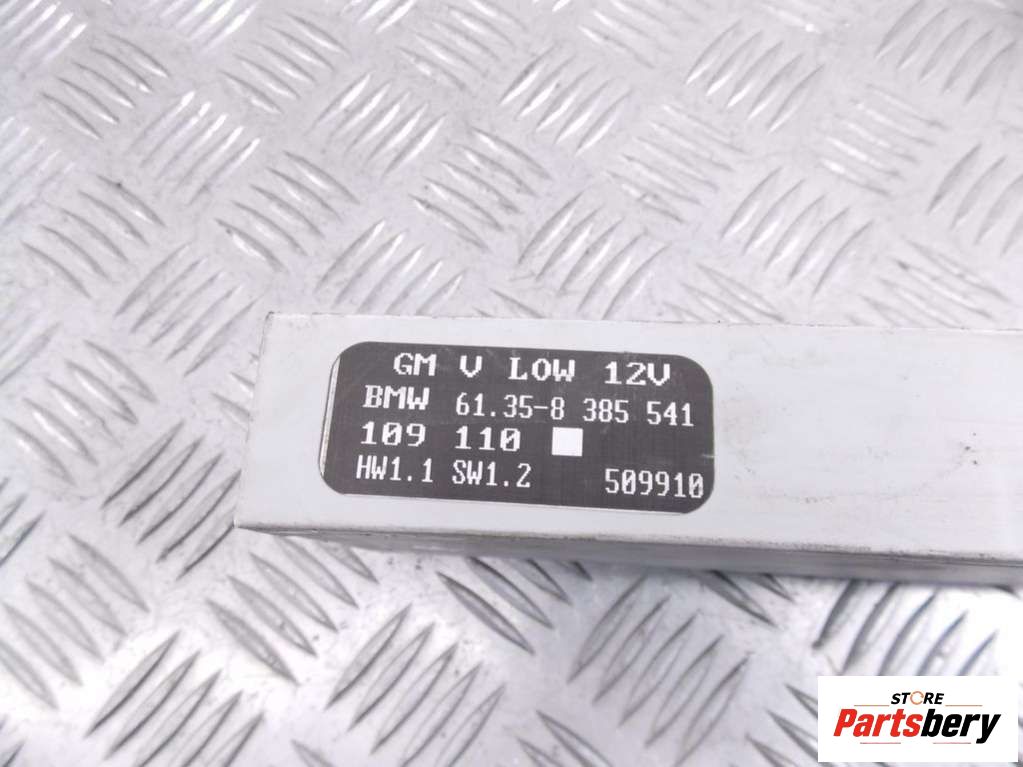 GM V LOW 12V
BMW 61.35-8 385 541
109 110
HW1.1 SW1.2 509910
STORE
Partsbery